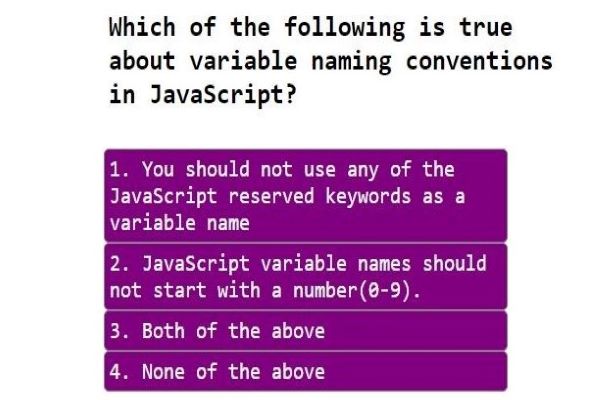 Which of the following is true
about variable naming conventions
in JavaScript?
1. You should not use any of the
JavaScript reserved keywords as a
variable name
2. JavaScript variable names should
not start with a number(0-9).
3. Both of the above
4. None of the above